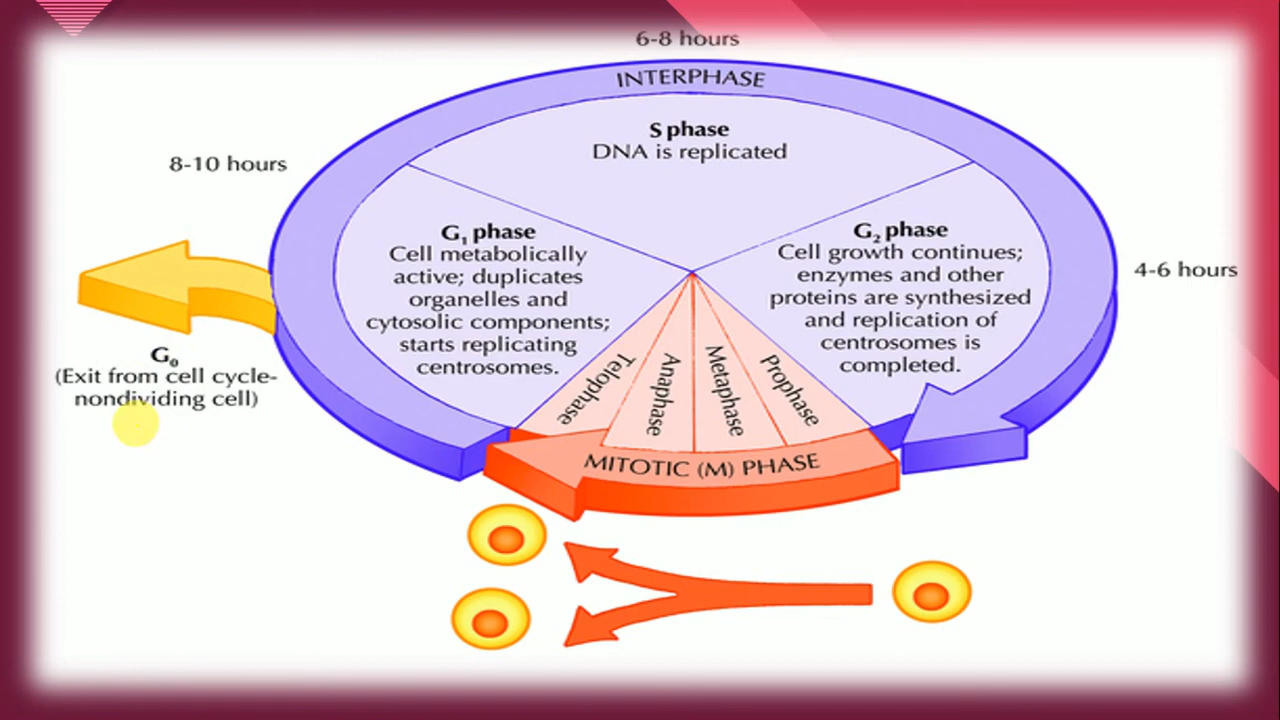 6-8 hours
INTERPHASE
S phase
DNA is replicated
8-10 hours
G₁ phase
Cell metabolically
active; duplicates
organelles and
cytosolic components;
starts replicating
centrosomes.
G₂ phase
Cell growth continues;
enzymes and other
proteins are synthesized
and replication of
centrosomes is
completed.
4-6 hours
G₀
(Exit from cell cycle-
nondividing cell)
Telophase
Anaphase
Metaphase
Prophase
MITOTIC (M) PHASE